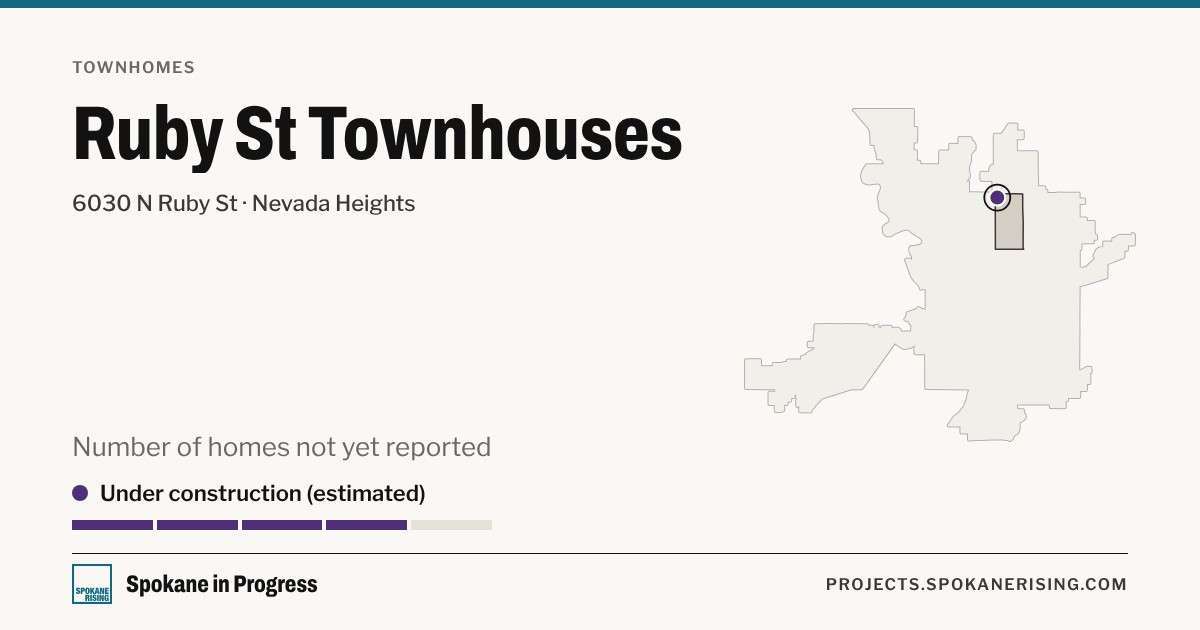 TOWNHOMES
Ruby St Townhouses
6030 N Ruby St · Nevada Heights
Number of homes not yet reported
Under construction (estimated)
SPOKANE
RISING
Spokane in Progress
PROJECTS.SPOKANERISING.COM